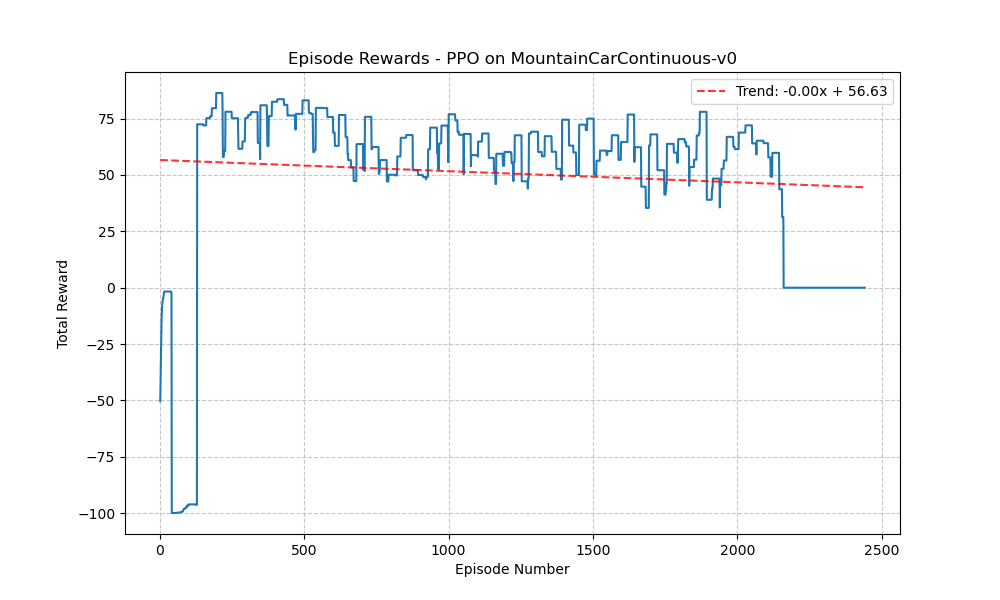 Episode Rewards - PPO on MountainCarContinuous-v0
Trend: -0.00x + 56.63
Total Reward
75
50
25
0
−25
−50
−75
−100
0 500 1000 1500 2000 2500
Episode Number